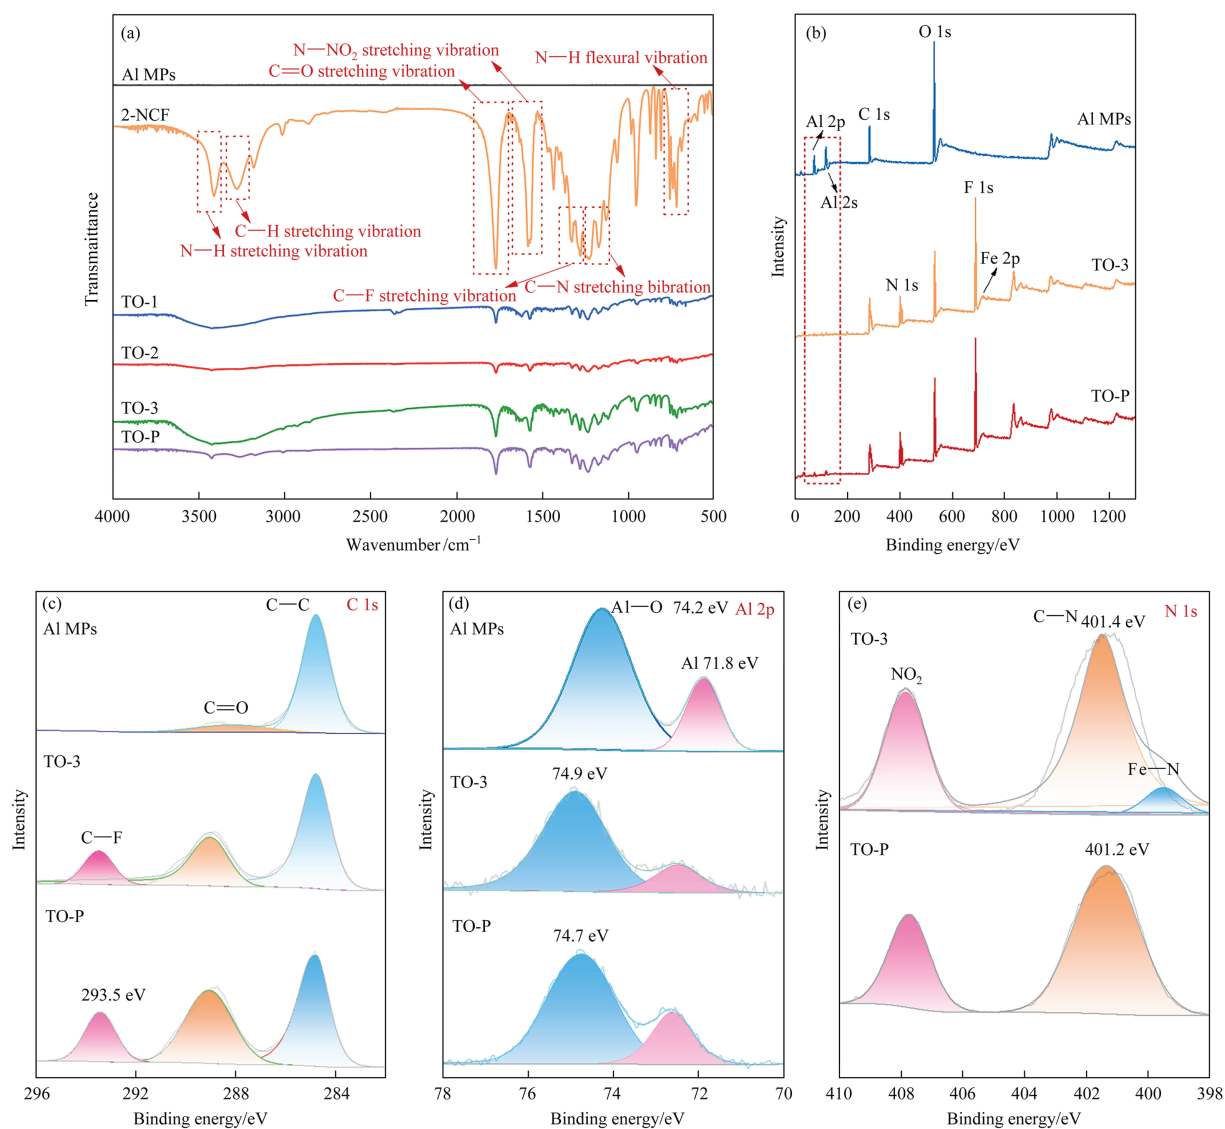 (a)
N—NO2 stretching vibration
C=O stretching vibration
N—H flexural vibration
Al MPs
2-NCF
C—H stretching vibration
N—H stretching vibration
C—F stretching vibration
C—N stretching bibration
TO-1
TO-2
TO-3
TO-P
Transmaittance
4000 3500 3000 2500 2000 1500 1000 500
Wavenumber/cm−1
(b)
O 1s
C 1s
Al 2p
Al MPs
Al 2s
F 1s
Fe 2p
TO-3
N 1s
TO-P
Intensity
0 200 400 600 800 1000 1200
Binding energy/eV
(c)
C—C
C 1s
Al MPs
C=O
TO-3
C—F
TO-P
293.5 eV
Intensity
296 292 288 284
Binding energy/eV
(d)
Al—O 74.2 eV
Al 2p
Al MPs
Al 71.8 eV
TO-3
74.9 eV
TO-P
74.7 eV
Intensity
78 76 74 72 70
Binding energy/eV
(e)
N 1s
C—N
401.4 eV
TO-3
NO2
Fe—N
TO-P
401.2 eV
Intensity
410 408 406 404 402 400 398
Binding energy/eV